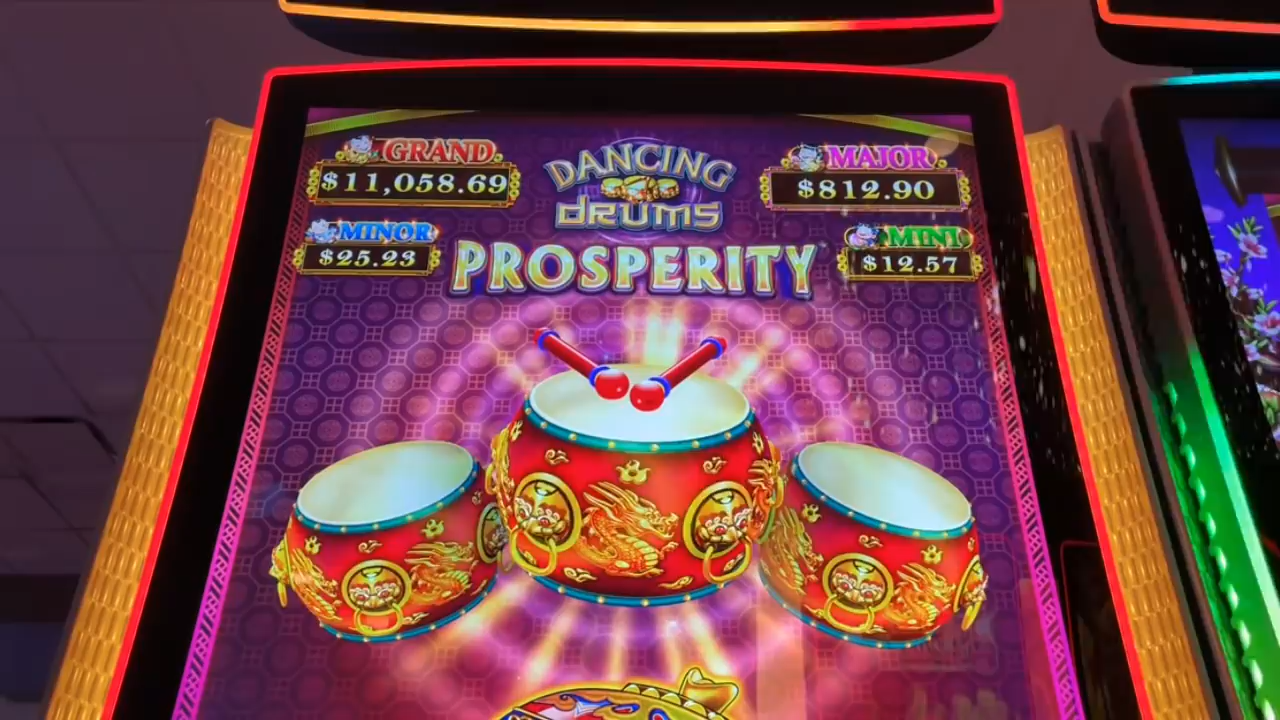 GRAND
$11,058.69
DANCING
DRUMS
PROSPERITY
MAJOR
$812.90
MINOR
$25.23
MINI
$12.57